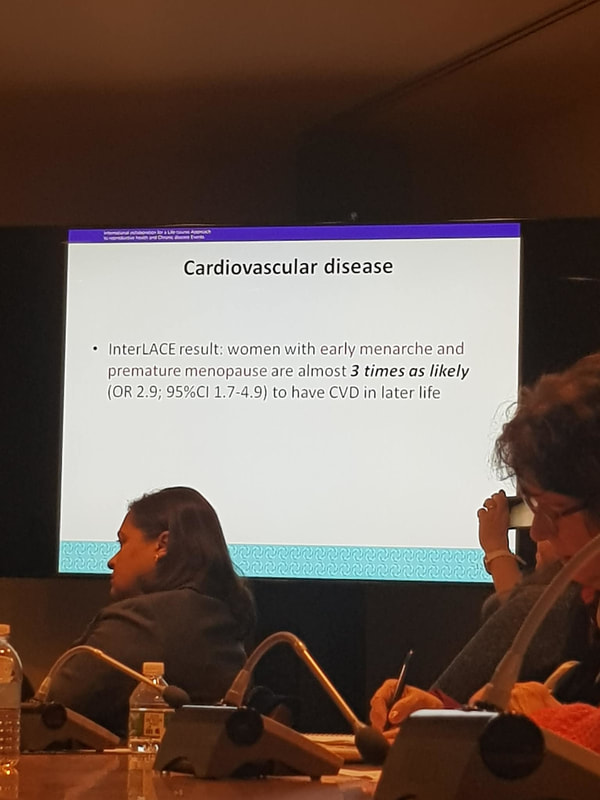 International collaboration for a Life course Approach
to reproductive health and Chronic disease Events
Cardiovascular disease
• InterLACE result: women with early menarche and
premature menopause are almost 3 times as likely
(OR 2.9; 95%CI 1.7-4.9) to have CVD in later life